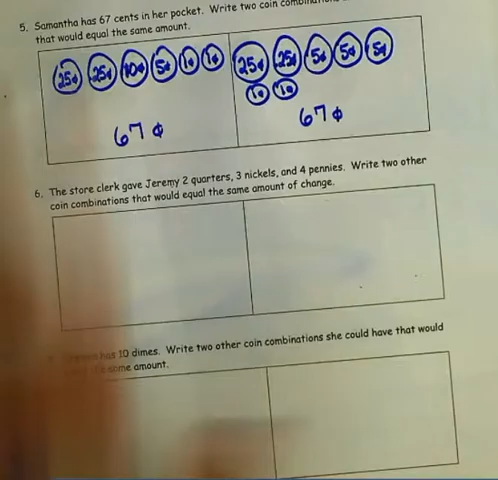 5. Samantha has 67 cents in her pocket. Write two coin
that would equal the same amount.
25¢ 25¢ 10¢ 5¢ 1¢ 1¢
67¢
25¢ 25¢ 5¢ 5¢ 5¢
1¢ 1¢
67¢
6. The store clerk gave Jeremy 2 quarters, 3 nickels, and 4 pennies. Write two other
coin combinations that would equal the same amount of change.
has 10 dimes. Write two other coin combinations she could have that would
same amount.